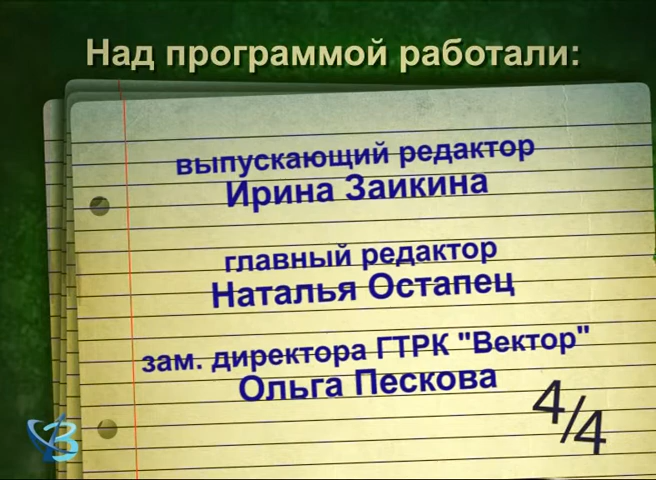 Над программой работали:
выпускающий редактор
Ирина Заикина
главный редактор
Наталья Остапец
зам. директора ГТРК "Вектор"
Ольга Пескова
4/4
В